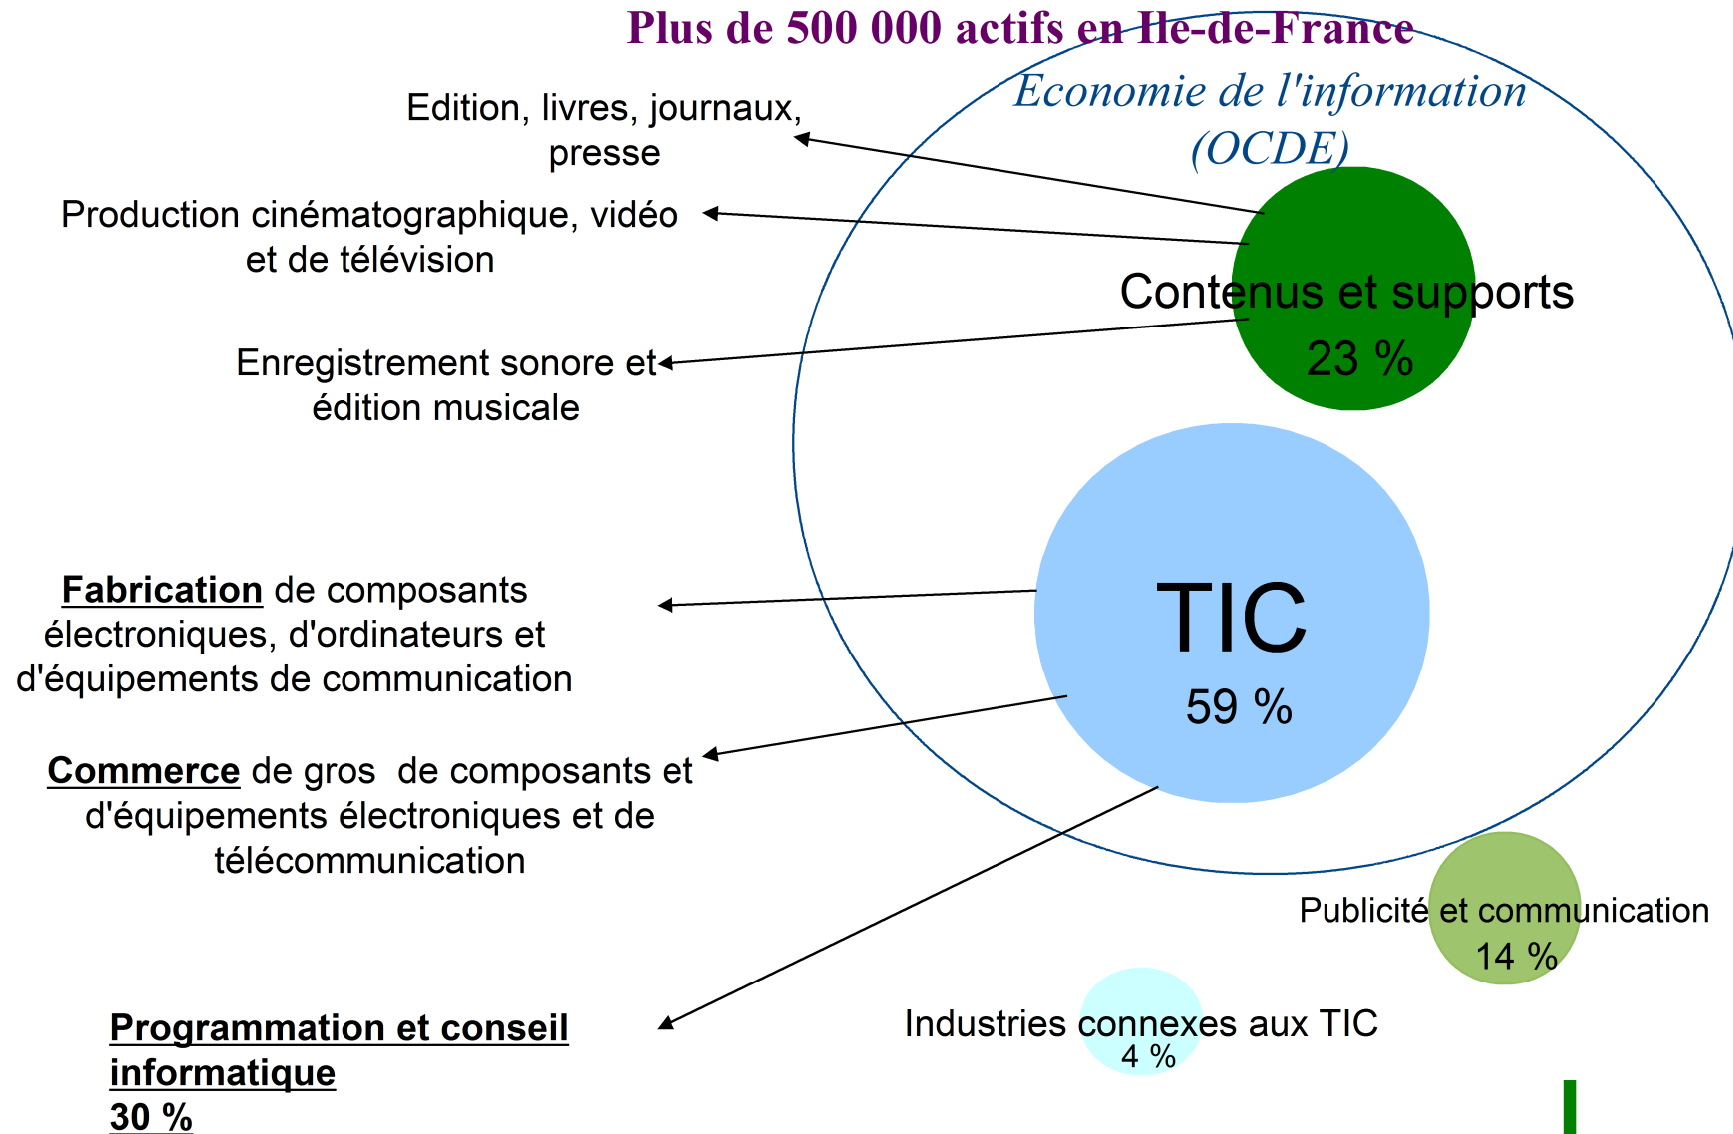 Plus de 500 000 actifs en Ile-de-France
Economie de l'information
(OCDE)
Edition, livres, journaux,
presse
Production cinématographique, vidéo
et de télévision
Contenus et supports
23 %
Enregistrement sonore et
édition musicale
Fabrication de composants
électroniques, d'ordinateurs et
d'équipements de communication
TIC
59 %
Commerce de gros  de composants et
d'équipements électroniques et de
télécommunication
Publicité et communication
14 %
Industries connexes aux TIC
4 %
Programmation et conseil
informatique
30 %